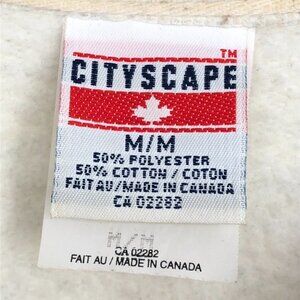 TM
CITYSCAPE
M/M
50% POLYESTER
50% COTTON / COTON
FAIT AU/MADE IN CANADA
CA 02282
M/M
CA 02282
FAIT AU / MADE IN CANADA